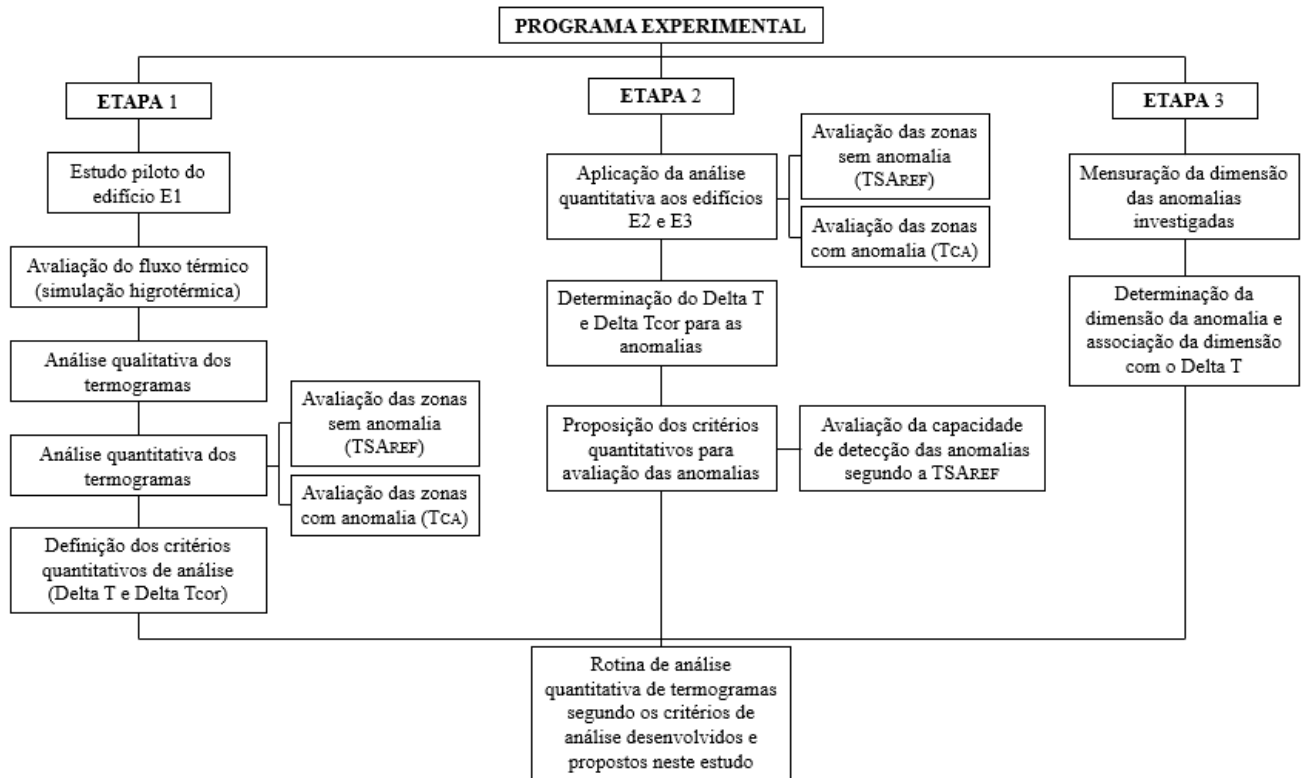 PROGRAMA EXPERIMENTAL
ETAPA 1
Estudo piloto do
edifício E1
Avaliação do fluxo térmico
(simulação higrotérmica)
Análise qualitativa dos
termogramas
Análise quantitativa dos
termogramas
Avaliação das zonas
sem anomalia
(TSAREF)
Avaliação das zonas
com anomalia (TCA)
Definição dos critérios
quantitativos de análise
(Delta T e Delta Tcor)
ETAPA 2
Aplicação da análise
quantitativa aos edifícios
E2 e E3
Avaliação das zonas
sem anomalia
(TSAREF)
Avaliação das zonas
com anomalia (TCA)
Determinação do Delta T
e Delta Tcor para as
anomalias
Proposição dos critérios
quantitativos para
avaliação das anomalias
Avaliação da capacidade
de detecção das anomalias
segundo a TSAREF
ETAPA 3
Mensuração da dimensão
das anomalias
investigadas
Determinação da
dimensão da anomalia e
associação da dimensão
com o Delta T
Rotina de análise
quantitativa de termogramas
segundo os critérios de
análise desenvolvidos e
propostos neste estudo